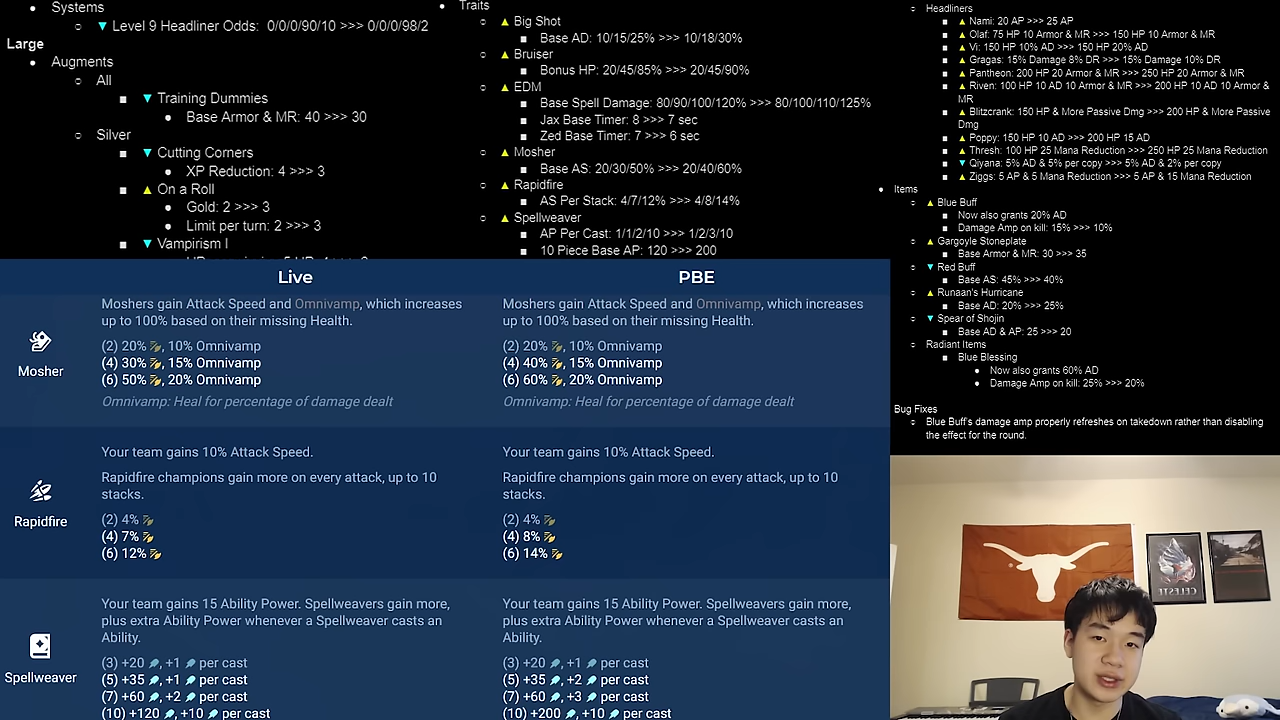 Systems
Level 9 Headliner Odds: 0/0/0/90/10 >>> 0/0/0/98/2
Large
Augments
All
Training Dummies
Base Armor & MR: 40 >>> 30
Silver
Cutting Corners
XP Reduction: 4 >>> 3
On a Roll
Gold: 2 >>> 3
Limit per turn: 2 >>> 3
Vampirism I
Traits
Big Shot
Base AD: 10/15/25% >>> 10/18/30%
Bruiser
Bonus HP: 20/45/85% >>> 20/45/90%
EDM
Base Spell Damage: 80/90/100/120% >>> 80/100/110/125%
Jax Base Timer: 8 >>> 7 sec
Zed Base Timer: 7 >>> 6 sec
Mosher
Base AS: 20/30/50% >>> 20/40/60%
Rapidfire
AS Per Stack: 4/7/12% >>> 4/8/14%
Spellweaver
AP Per Cast: 1/1/2/10 >>> 1/2/3/10
10 Piece Base AP: 120 >>> 200
Headliners
Nami: 20 AP >>> 25 AP
Olaf: 75 HP 10 Armor & MR >>> 150 HP 10 Armor & MR
Vi: 150 HP 10% AD >>> 150 HP 20% AD
Gragas: 15% Damage 8% DR >>> 15% Damage 10% DR
Pantheon: 200 HP 20 Armor & MR >>> 250 HP 20 Armor & MR
Riven: 100 HP 10 AD 10 Armor & MR >>> 200 HP 10 AD 10 Armor &
MR
Blitzcrank: 150 HP & More Passive Dmg >>> 200 HP & More Passive
Dmg
Poppy: 150 HP 10 AD >>> 200 HP 15 AD
Thresh: 100 HP 25 Mana Reduction >>> 250 HP 25 Mana Reduction
Qiyana: 5% AD & 5% per copy >>> 5% AD & 2% per copy
Ziggs: 5 AP & 5 Mana Reduction >>> 5 AP & 15 Mana Reduction
Items
Blue Buff
Now also grants 20% AD
Damage Amp on kill: 15% >>> 10%
Gargoyle Stoneplate
Base Armor & MR: 30 >>> 35
Red Buff
Base AS: 45% >>> 40%
Runaan's Hurricane
Base AD: 20% >>> 25%
Spear of Shojin
Base AD & AP: 25 >>> 20
Radiant Items
Blue Blessing
Now also grants 60% AD
Damage Amp on kill: 25% >>> 20%
Bug Fixes
Blue Buff's damage amp properly refreshes on takedown rather than disabling
the effect for the round.
Live
PBE
Mosher
Moshers gain Attack Speed and Omnivamp, which increases
up to 100% based on their missing Health.
(2) 20% , 10% Omnivamp
(4) 30% , 15% Omnivamp
(6) 50% , 20% Omnivamp
Omnivamp: Heal for percentage of damage dealt
Moshers gain Attack Speed and Omnivamp, which increases
up to 100% based on their missing Health.
(2) 20% , 10% Omnivamp
(4) 40% , 15% Omnivamp
(6) 60% , 20% Omnivamp
Omnivamp: Heal for percentage of damage dealt
Rapidfire
Your team gains 10% Attack Speed.
Rapidfire champions gain more on every attack, up to 10
stacks.
(2) 4%
(4) 7%
(6) 12%
Your team gains 10% Attack Speed.
Rapidfire champions gain more on every attack, up to 10
stacks.
(2) 4%
(4) 8%
(6) 14%
Spellweaver
Your team gains 15 Ability Power. Spellweavers gain more,
plus extra Ability Power whenever a Spellweaver casts an
Ability.
(3) +20 , +1 per cast
(5) +35 , +1 per cast
(7) +60 , +2 per cast
(10) +120 , +10 per cast
Your team gains 15 Ability Power. Spellweavers gain more,
plus extra Ability Power whenever a Spellweaver casts an
Ability.
(3) +20 , +1 per cast
(5) +35 , +2 per cast
(7) +60 , +3 per cast
(10) +200 , +10 per cast
CELESTE